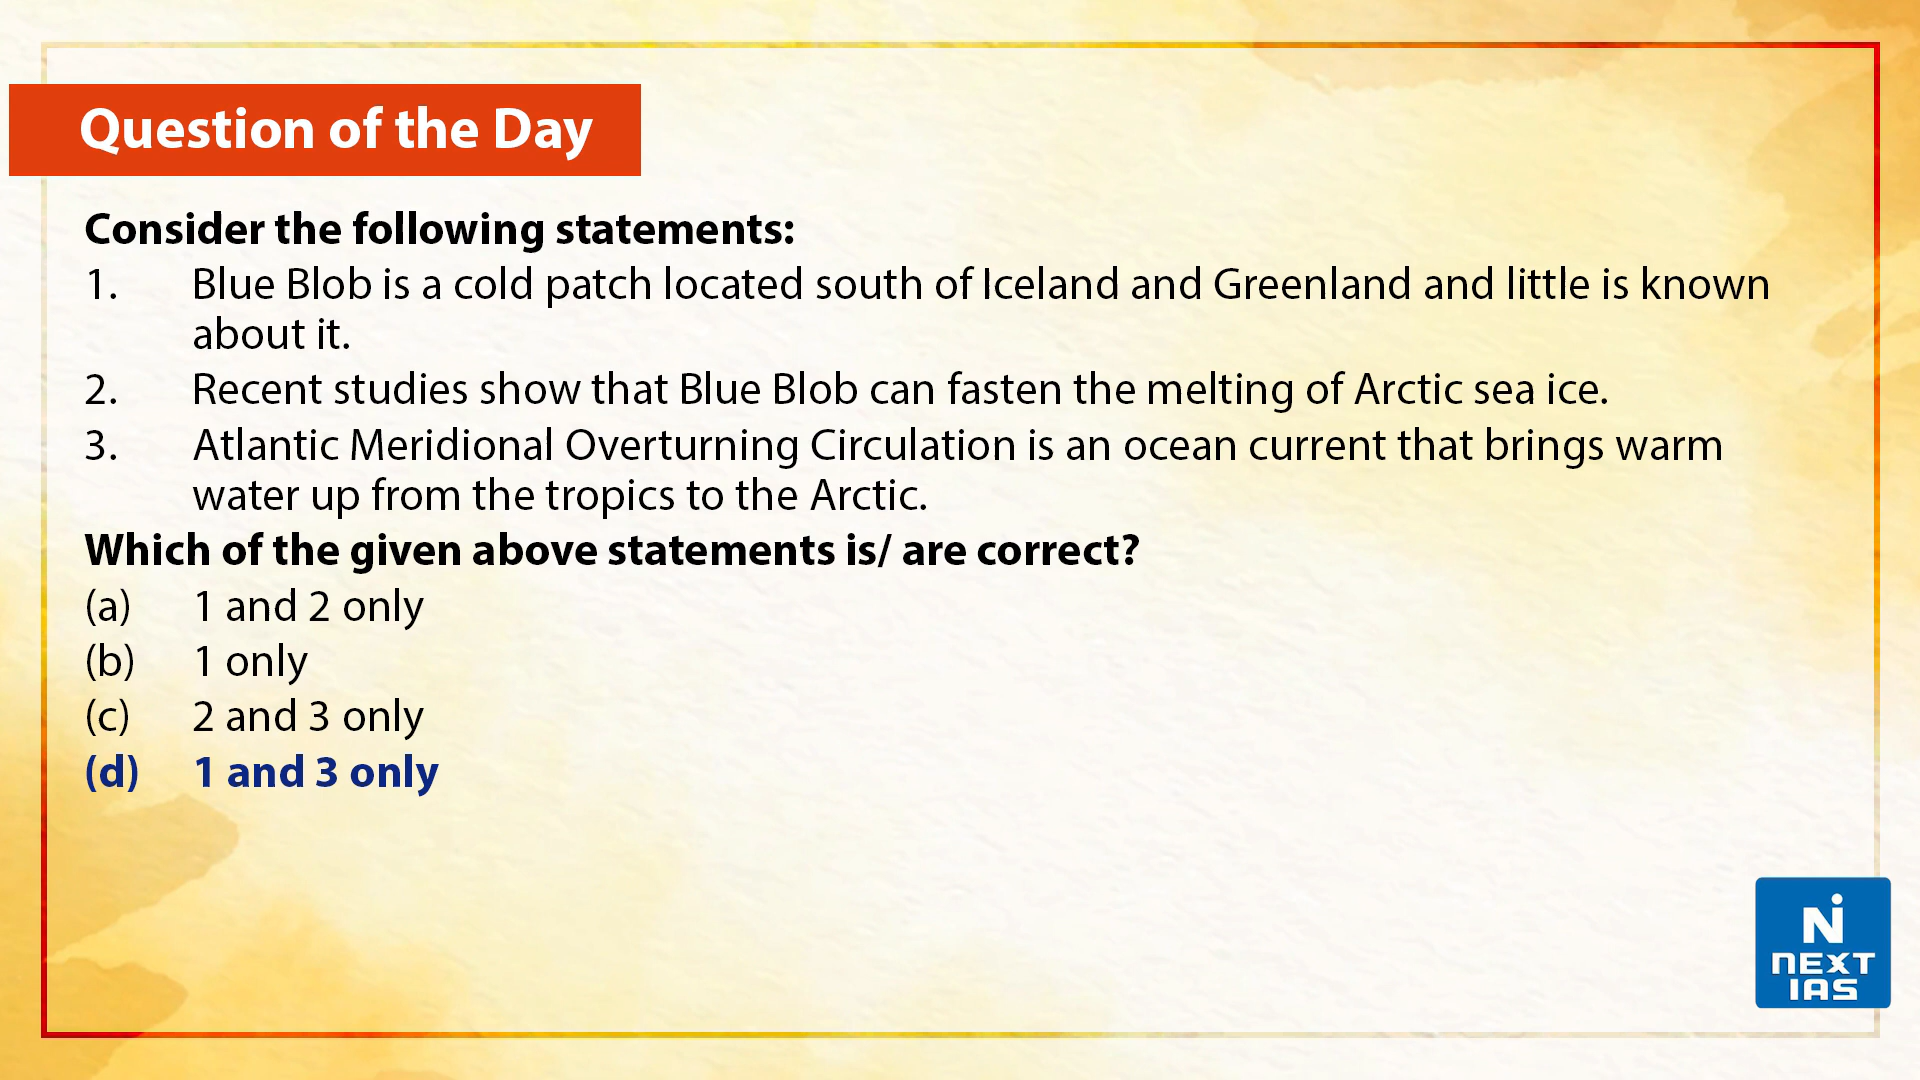 Question of the Day
Consider the following statements:
1. Blue Blob is a cold patch located south of Iceland and Greenland and little is known
about it.
2. Recent studies show that Blue Blob can fasten the melting of Arctic sea ice.
3. Atlantic Meridional Overturning Circulation is an ocean current that brings warm
water up from the tropics to the Arctic.
Which of the given above statements is/ are correct?
(a) 1 and 2 only
(b) 1 only
(c) 2 and 3 only
(d) 1 and 3 only
N
NEXT
IAS